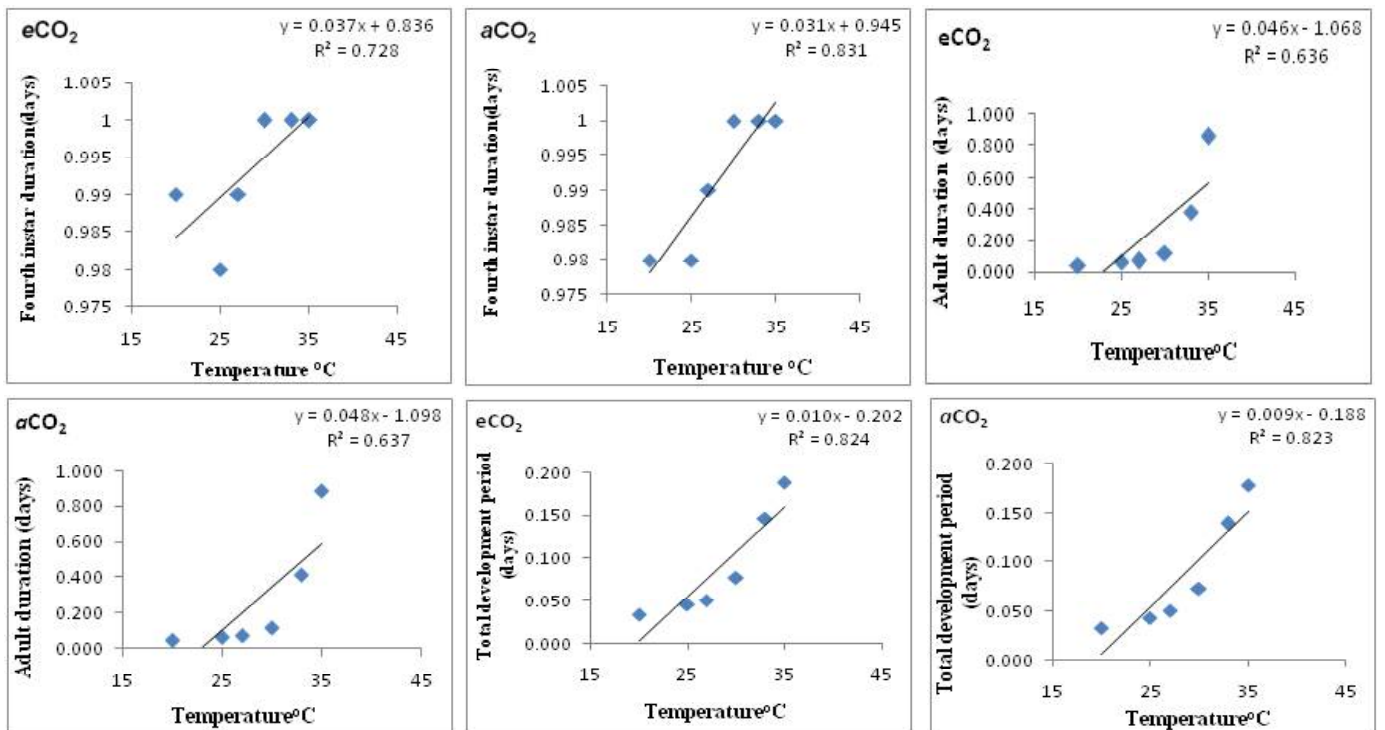 eCO₂
y = 0.037x + 0.836
R² = 0.728
Fourth instar duration(days)
1.005
1
0.995
0.99
0.985
0.98
0.975
15 25 35 45
Temperature °C
aCO₂
y = 0.031x + 0.945
R² = 0.831
Fourth instar duration(days)
1.005
1
0.995
0.99
0.985
0.98
0.975
15 25 35 45
Temperature °C
eCO₂
y = 0.046x - 1.068
R² = 0.636
Adult duration (days)
1.000
0.800
0.600
0.400
0.200
0.000
15 25 35 45
Temperature°C
aCO₂
y = 0.048x - 1.098
R² = 0.637
Adult duration (days)
1.000
0.800
0.600
0.400
0.200
0.000
15 25 35 45
Temperature°C
eCO₂
y = 0.010x - 0.202
R² = 0.824
Total development period
(days)
0.200
0.150
0.100
0.050
0.000
15 25 35 45
Temperature°C
aCO₂
y = 0.009x - 0.188
R² = 0.823
Total development period
(days)
0.200
0.150
0.100
0.050
0.000
15 25 35 45
Temperature°C